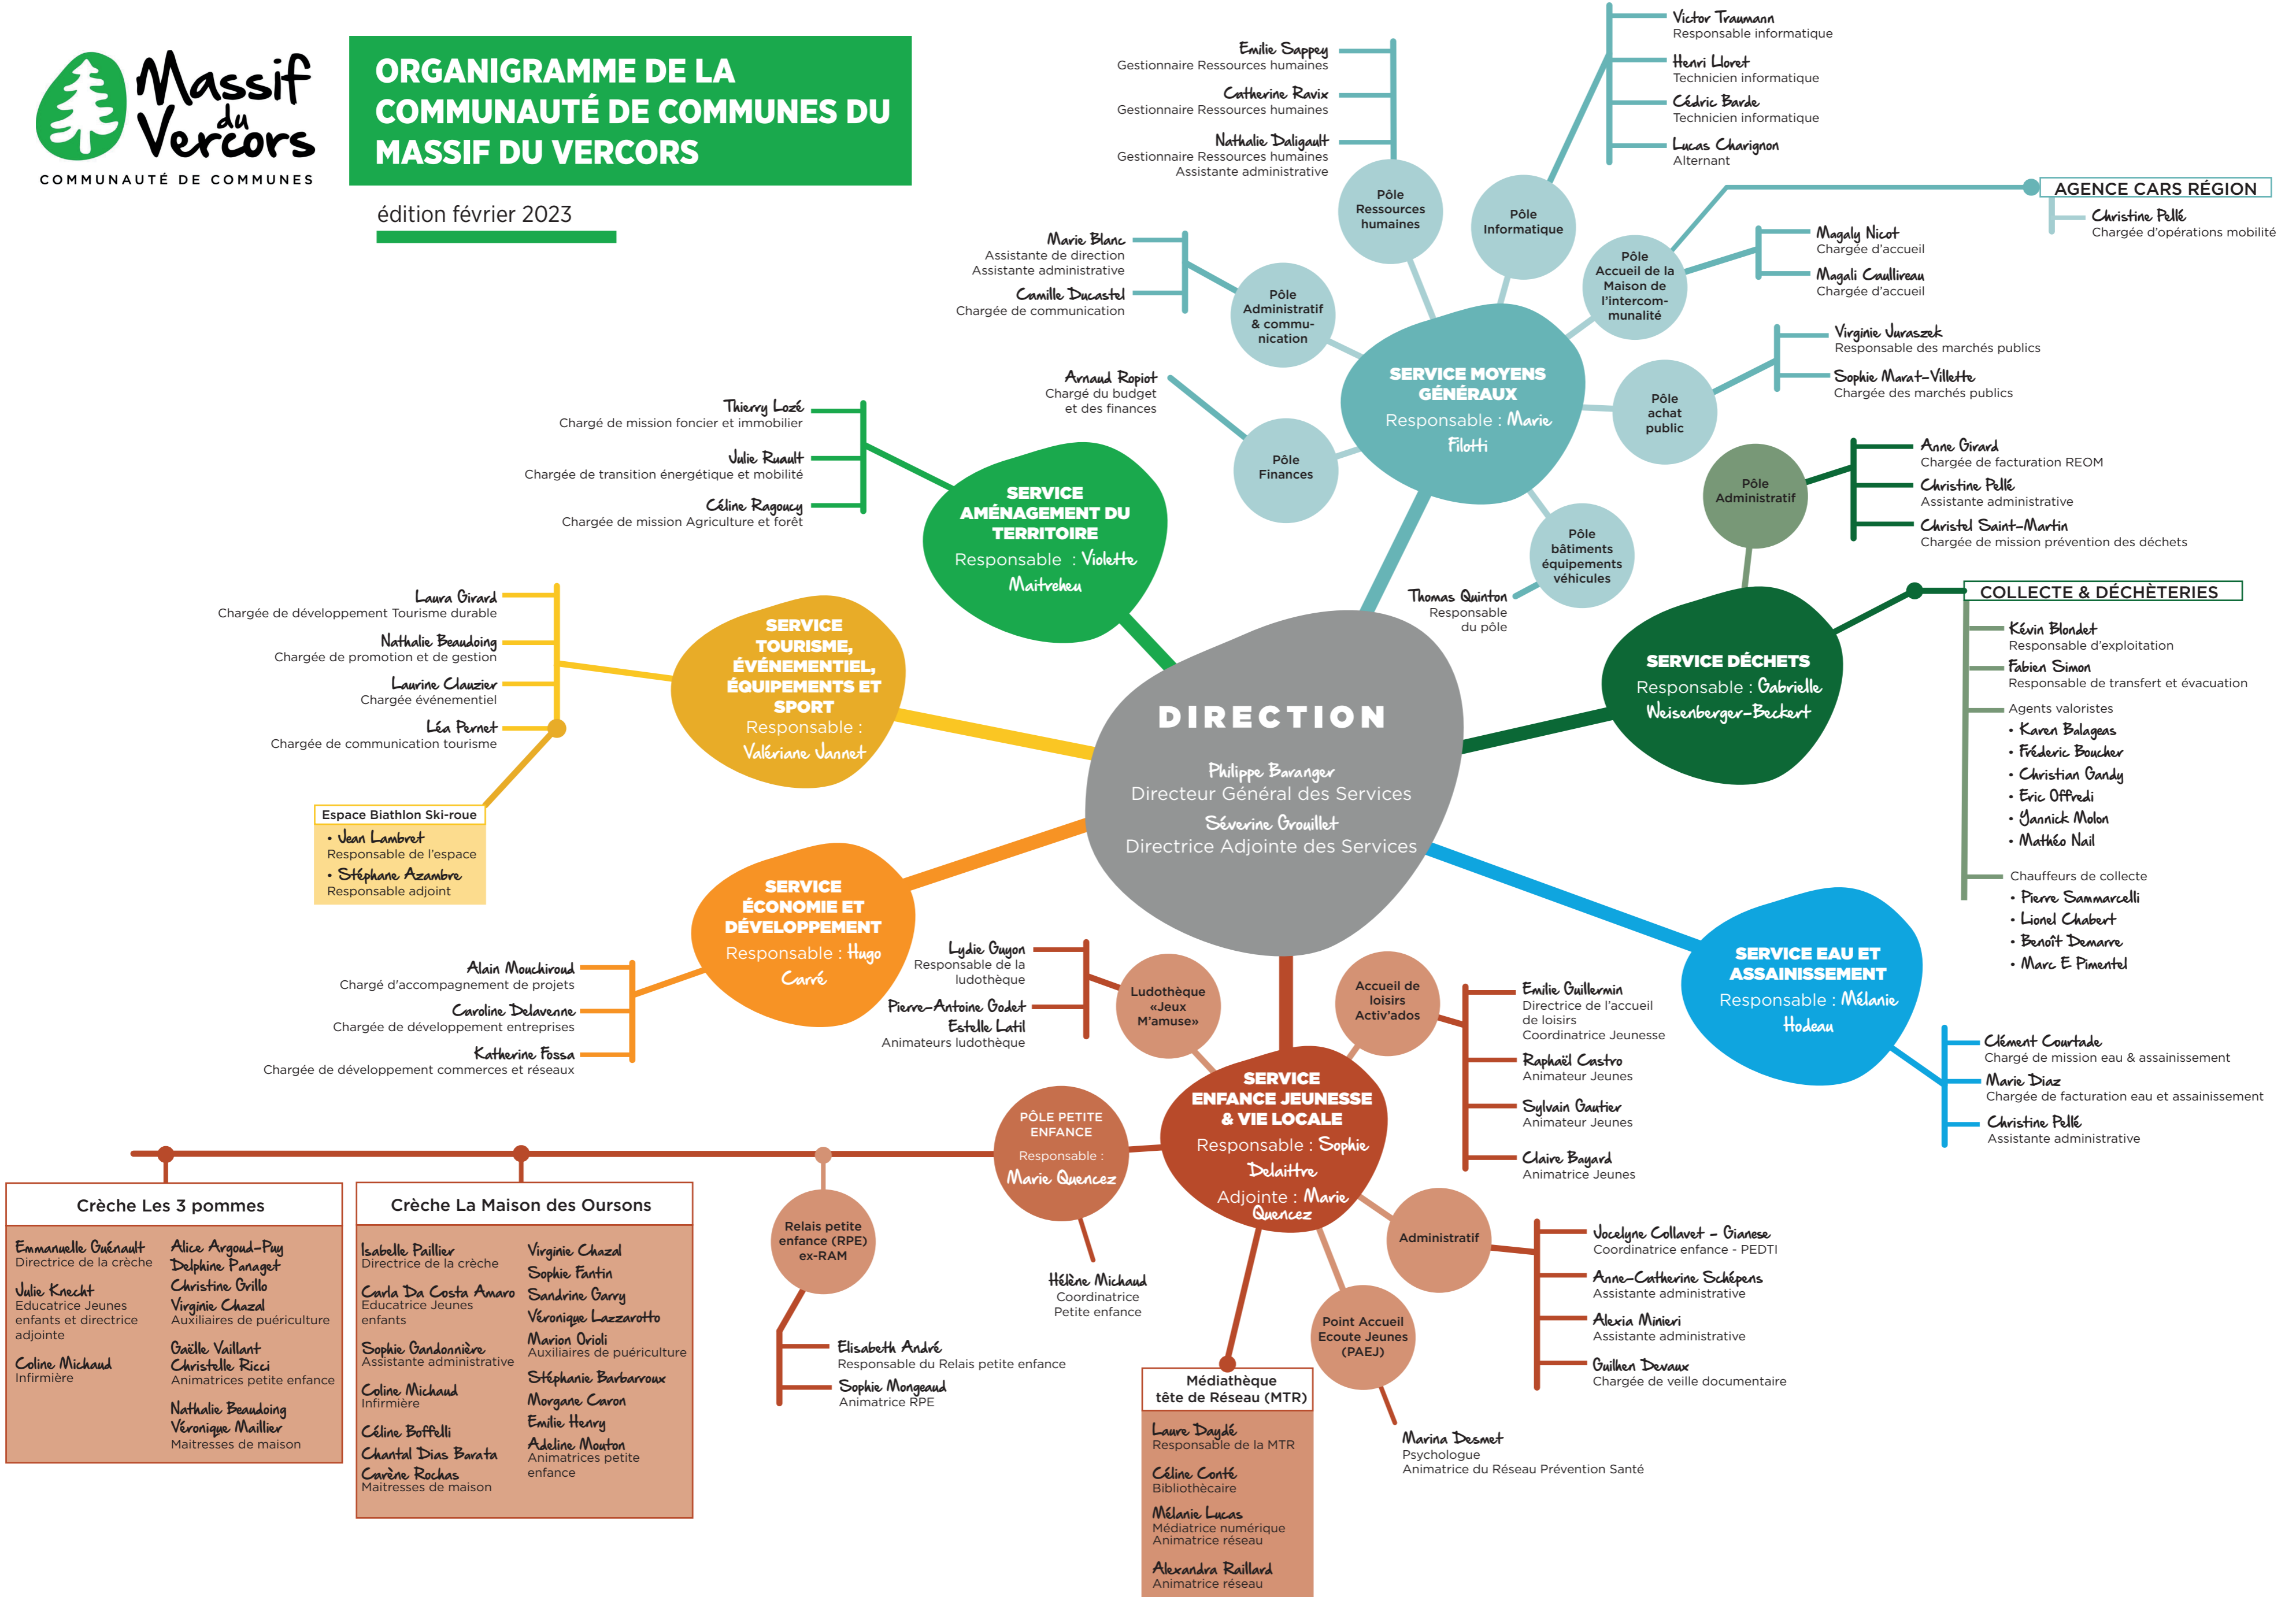 Massif
du
Vercors
COMMUNAUTÉ DE COMMUNES
ORGANIGRAMME DE LA
COMMUNAUTÉ DE COMMUNES DU
MASSIF DU VERCORS
édition février 2023
Emilie Sappey
Gestionnaire Ressources humaines
Catherine Ravix
Gestionnaire Ressources humaines
Nathalie Daligault
Gestionnaire Ressources humaines
Assistante administrative
Pôle
Ressources
humaines
Victor Traumann
Responsable informatique
Henri Lloret
Technicien informatique
Cédric Barde
Technicien informatique
Lucas Charignon
Alternant
Pôle
Informatique
AGENCE CARS RÉGION
Christine Pellé
Chargée d'opérations mobilité
Magaly Nicot
Chargée d'accueil
Magali Caullireau
Chargée d'accueil
Pôle
Accueil de la
Maison de
l'intercom-
munalité
Marie Blanc
Assistante de direction
Assistante administrative
Camille Ducastel
Chargée de communication
Pôle
Administratif
& commu-
nication
Virginie Juraszek
Responsable des marchés publics
Sophie Marat-Villette
Chargée des marchés publics
Pôle
achat
public
Arnaud Ropiot
Chargé du budget
et des finances
Pôle
Finances
SERVICE MOYENS
GÉNÉRAUX
Responsable : Marie
Filotti
Pôle
bâtiments
équipements
véhicules
Thomas Quinton
Responsable
du pôle
Thierry Lozé
Chargé de mission foncier et immobilier
Julie Ruault
Chargée de transition énergétique et mobilité
Céline Ragoucy
Chargée de mission Agriculture et forêt
SERVICE
AMÉNAGEMENT DU
TERRITOIRE
Responsable : Violette
Maitreheu
Pôle
Administratif
Anne Girard
Chargée de facturation REOM
Christine Pellé
Assistante administrative
Christel Saint-Martin
Chargée de mission prévention des déchets
SERVICE DÉCHETS
Responsable : Gabrielle
Weisenberger-Beckert
COLLECTE & DÉCHÈTERIES
Kévin Blondet
Responsable d'exploitation
Fabien Simon
Responsable de transfert et évacuation
Agents valoristes
• Karen Balageas
• Fréderic Boucher
• Christian Gandy
• Eric Offredi
• Yannick Molon
• Mathéo Nail
Chauffeurs de collecte
• Pierre Sammarcelli
• Lionel Chabert
• Benoît Demarre
• Marc E Pimentel
Laura Girard
Chargée de développement Tourisme durable
Nathalie Beaudoing
Chargée de promotion et de gestion
Laurine Clauzier
Chargée événementiel
Léa Pernet
Chargée de communication tourisme
SERVICE
TOURISME,
ÉVÉNEMENTIEL,
ÉQUIPEMENTS ET
SPORT
Responsable :
Valériane Jannet
Espace Biathlon Ski-roue
• Jean Lambret
Responsable de l'espace
• Stéphane Azambre
Responsable adjoint
DIRECTION
Philippe Baranger
Directeur Général des Services
Séverine Grouillet
Directrice Adjointe des Services
SERVICE
ÉCONOMIE ET
DÉVELOPPEMENT
Responsable : Hugo
Carré
Alain Mouchiroud
Chargé d'accompagnement de projets
Caroline Delavenne
Chargée de développement entreprises
Katherine Fossa
Chargée de développement commerces et réseaux
SERVICE EAU ET
ASSAINISSEMENT
Responsable : Mélanie
Hodeau
Clément Courtade
Chargé de mission eau & assainissement
Marie Diaz
Chargée de facturation eau et assainissement
Christine Pellé
Assistante administrative
Lydie Guyon
Responsable de la
ludothèque
Pierre-Antoine Godet
Estelle Latil
Animateurs ludothèque
Ludothèque
«Jeux
M'amuse»
Accueil de
loisirs
Activ'ados
Emilie Guillermin
Directrice de l'accueil
de loisirs
Coordinatrice Jeunesse
Raphaël Castro
Animateur Jeunes
Sylvain Gautier
Animateur Jeunes
Claire Bayard
Animatrice Jeunes
SERVICE
ENFANCE JEUNESSE
& VIE LOCALE
Responsable : Sophie
Delaittre
Adjointe : Marie
Quencez
PÔLE PETITE
ENFANCE
Responsable :
Marie Quencez
Hélène Michaud
Coordinatrice
Petite enfance
Administratif
Jocelyne Collavet - Gianese
Coordinatrice enfance - PEDTI
Anne-Catherine Schépens
Assistante administrative
Alexia Minieri
Assistante administrative
Guilhen Devaux
Chargée de veille documentaire
Point Accueil
Ecoute Jeunes
(PAEJ)
Marina Desmet
Psychologue
Animatrice du Réseau Prévention Santé
Médiathèque
tête de Réseau (MTR)
Laure Daydé
Responsable de la MTR
Céline Conté
Bibliothècaire
Mélanie Lucas
Médiatrice numérique
Animatrice réseau
Alexandra Raillard
Animatrice réseau
Relais petite
enfance (RPE)
ex-RAM
Elisabeth André
Responsable du Relais petite enfance
Sophie Mongeaud
Animatrice RPE
Crèche Les 3 pommes
Emmanuelle Guénault
Directrice de la crèche
Julie Knecht
Educatrice Jeunes
enfants et directrice
adjointe
Coline Michaud
Infirmière
Alice Argoud-Puy
Delphine Panaget
Christine Grillo
Virginie Chazal
Auxiliaires de puériculture
Gaëlle Vaillant
Christelle Ricci
Animatrices petite enfance
Nathalie Beaudoing
Véronique Maillier
Maitresses de maison
Crèche La Maison des Oursons
Isabelle Paillier
Directrice de la crèche
Carla Da Costa Amaro
Educatrice Jeunes
enfants
Sophie Gandonnière
Assistante administrative
Coline Michaud
Infirmière
Céline Boffelli
Chantal Dias Barata
Carène Rochas
Maitresses de maison
Virginie Chazal
Sophie Fantin
Sandrine Garry
Véronique Lazzarotto
Marion Orioli
Auxiliaires de puériculture
Stéphanie Barbarroux
Morgane Caron
Emilie Henry
Adeline Mouton
Animatrices petite
enfance